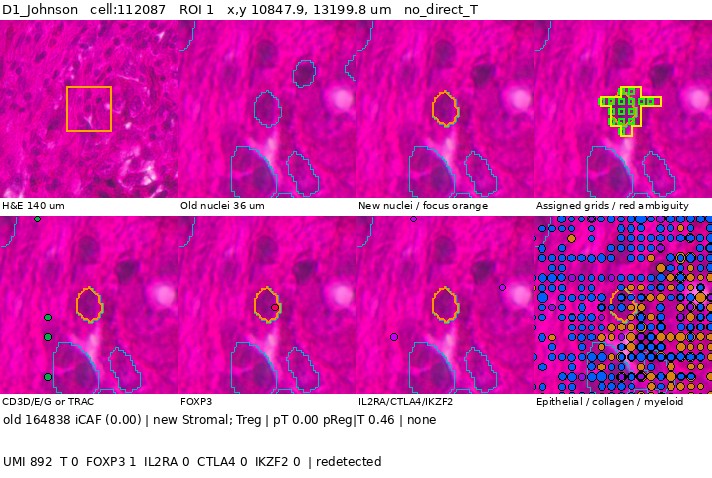 D1_Johnson cell:112087 ROI 1 x,y 10847.9, 13199.8 um no_direct_T
H&E 140 um
Old nuclei 36 um
New nuclei / focus orange
Assigned grids / red ambiguity
CD3D/E/G or TRAC
FOXP3
IL2RA/CTLA4/IKZF2
Epithelial / collagen / myeloid
old 164838 iCAF (0.00) | new Stromal; Treg | pT 0.00 pReg|T 0.46 | none
UMI 892 T 0 FOXP3 1 IL2RA 0 CTLA4 0 IKZF2 0 | redetected